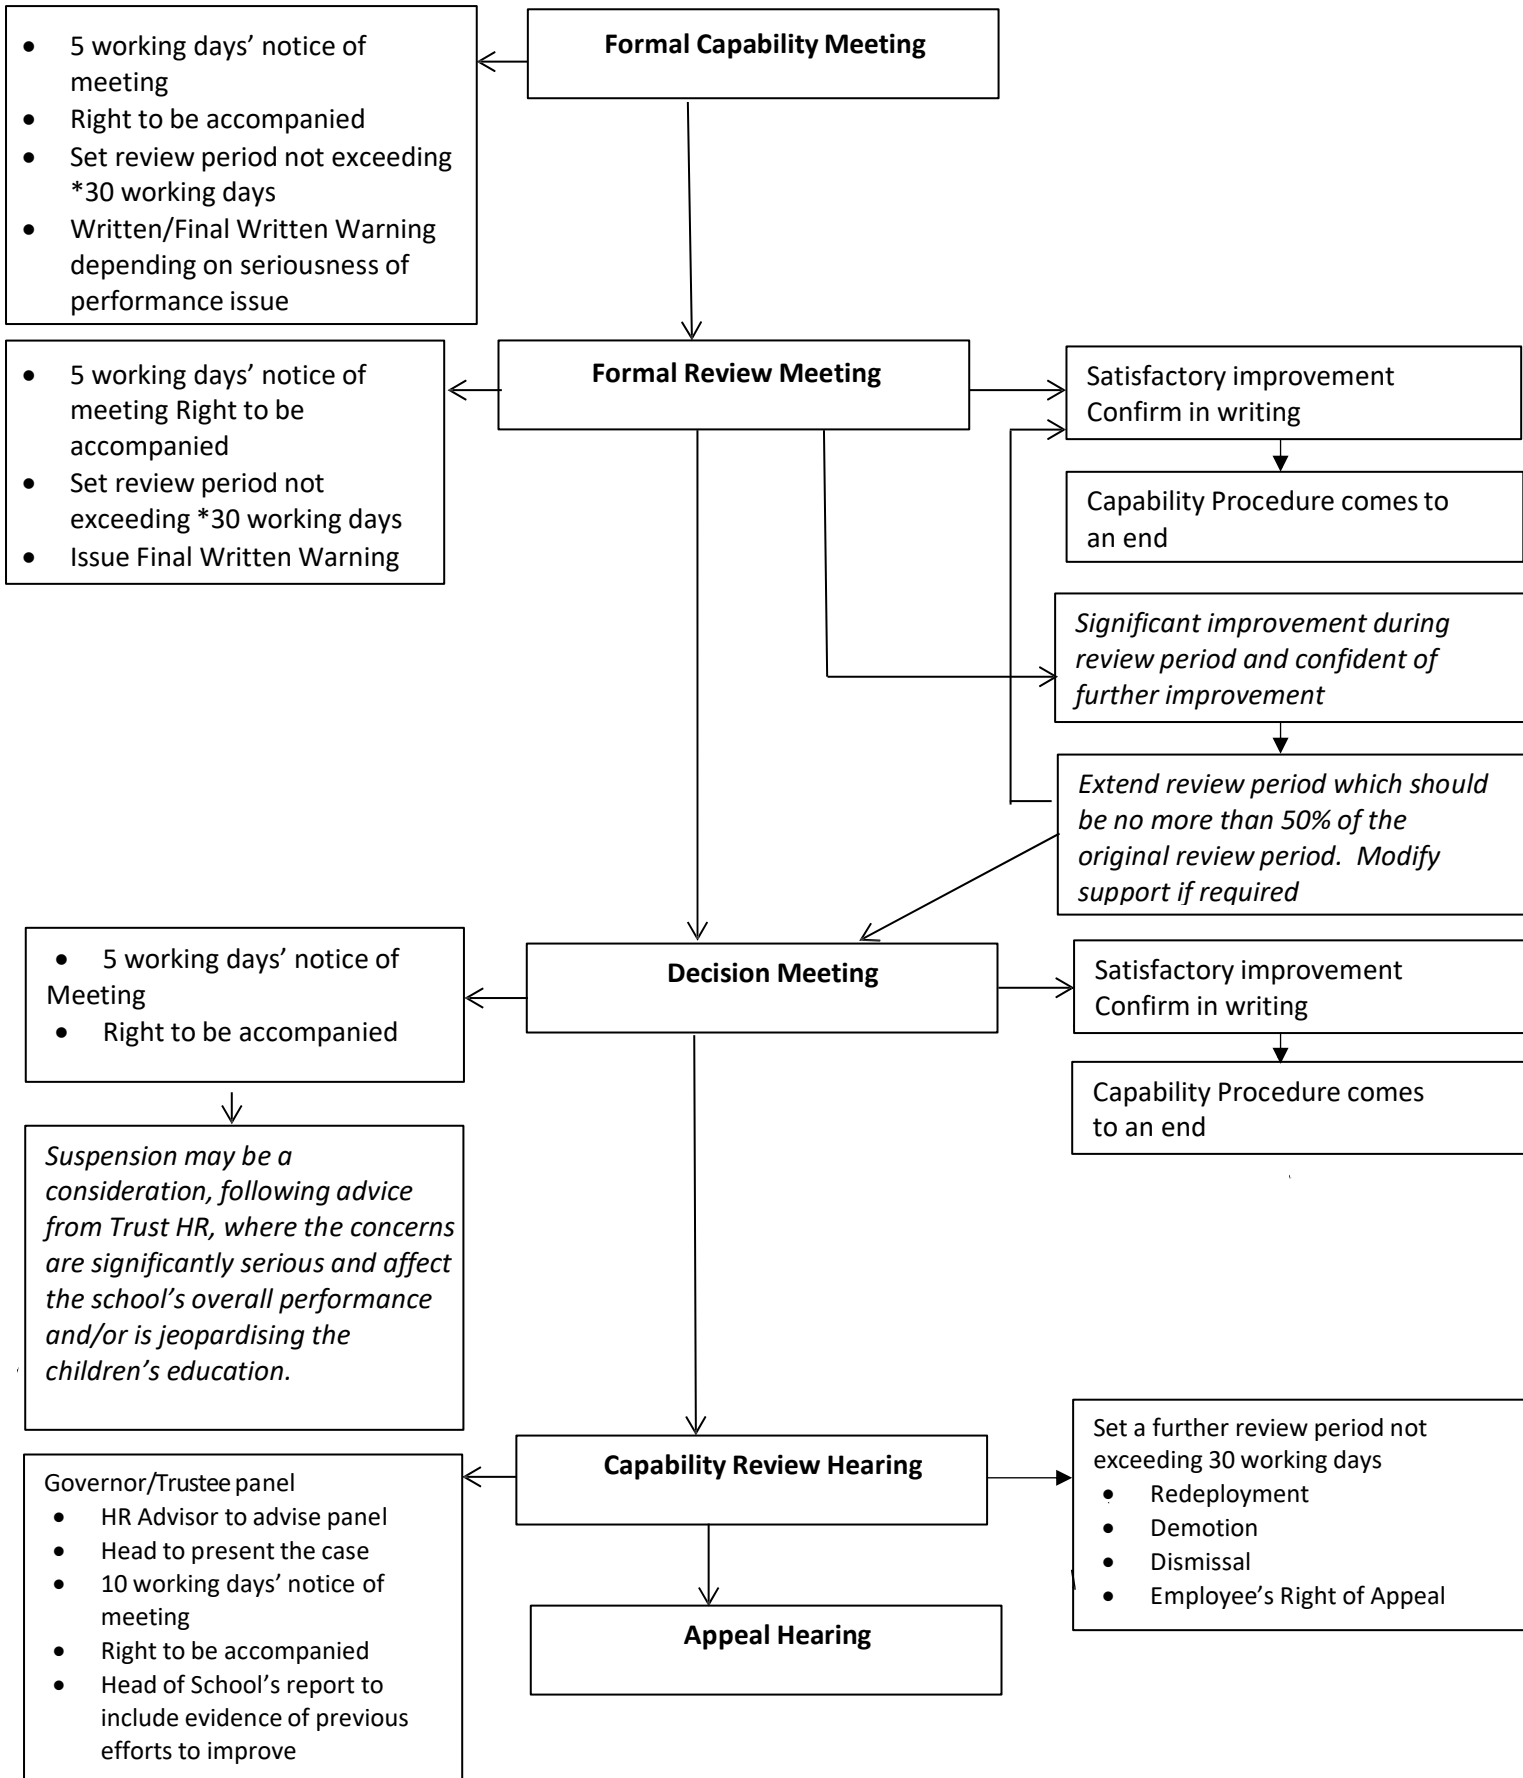 Formal Capability Meeting
• 5 working days’ notice of
meeting
• Right to be accompanied
• Set review period not exceeding
*30 working days
• Written/Final Written Warning
depending on seriousness of
performance issue
Formal Review Meeting
• 5 working days’ notice of
meeting Right to be
accompanied
• Set review period not
exceeding *30 working days
• Issue Final Written Warning
Satisfactory improvement
Confirm in writing
Capability Procedure comes to
an end
Significant improvement during
review period and confident of
further improvement
Extend review period which should
be no more than 50% of the
original review period. Modify
support if required
Decision Meeting
• 5 working days’ notice of
Meeting
• Right to be accompanied
Satisfactory improvement
Confirm in writing
Capability Procedure comes
to an end
Suspension may be a
consideration, following advice
from Trust HR, where the concerns
are significantly serious and affect
the school’s overall performance
and/or is jeopardising the
children’s education.
Capability Review Hearing
Governor/Trustee panel
• HR Advisor to advise panel
• Head to present the case
• 10 working days’ notice of
meeting
• Right to be accompanied
• Head of School’s report to
include evidence of previous
efforts to improve
Set a further review period not
exceeding 30 working days
• Redeployment
• Demotion
• Dismissal
• Employee’s Right of Appeal
Appeal Hearing